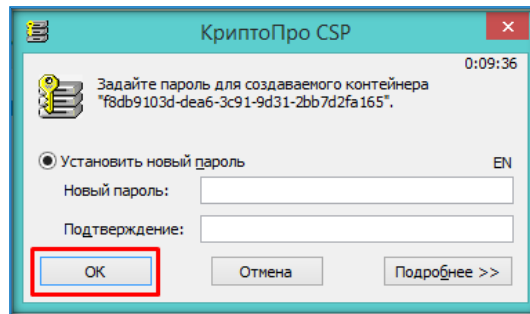 КриптоПро CSP
0:09:36
Задайте пароль для создаваемого контейнера
"f8db9103d-dea6-3c91-9d31-2bb7d2fa165".
Установить новый пароль
EN
Новый пароль:
Подтверждение:
ОК
Отмена
Подробнее >>